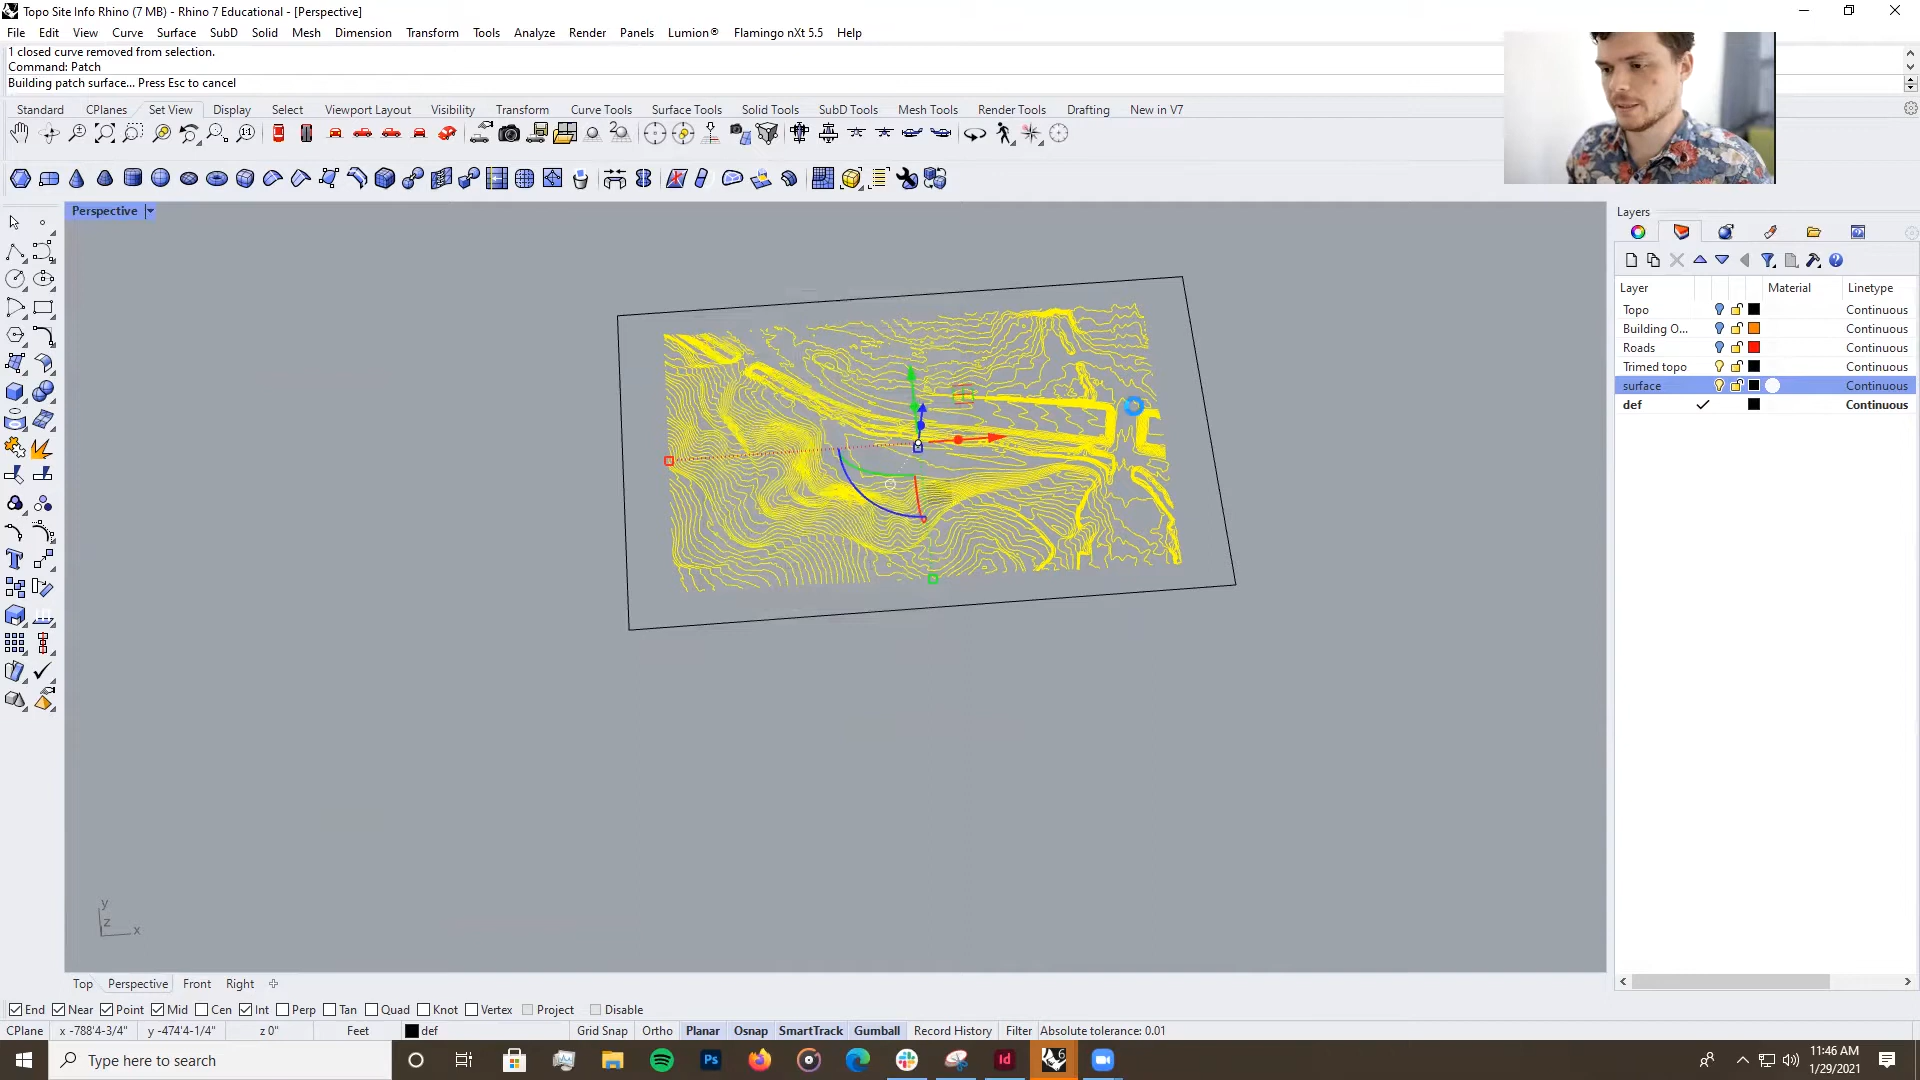 Topo Site Info Rhino (7 MB) - Rhino 7 Educational - [Perspective]
File Edit View Curve Surface SubD Solid Mesh Dimension Transform Tools Analyze Render Panels Lumion® Flamingo nXt 5.5 Help
1 closed curve removed from selection.
Command: Patch
Building patch surface... Press Esc to cancel
Standard CPlanes Set View Display Select Viewport Layout Visibility Transform Curve Tools Surface Tools Solid Tools SubD Tools Mesh Tools Render Tools Drafting New in V7
Perspective
Layers
Layer Material Linetype
Topo Continuous
Building O... Continuous
Roads Continuous
Trimed topo Continuous
surface Continuous
def Continuous
y
z x
Top Perspective Front Right
End Near Point Mid Cen Int Perp Tan Quad Knot Vertex Project Disable
CPlane x -788'4-3/4" y -474'4-1/4" z 0" Feet def Grid Snap Ortho Planar Osnap SmartTrack Gumball Record History Filter Absolute tolerance: 0.01
Type here to search
11:46 AM
1/29/2021